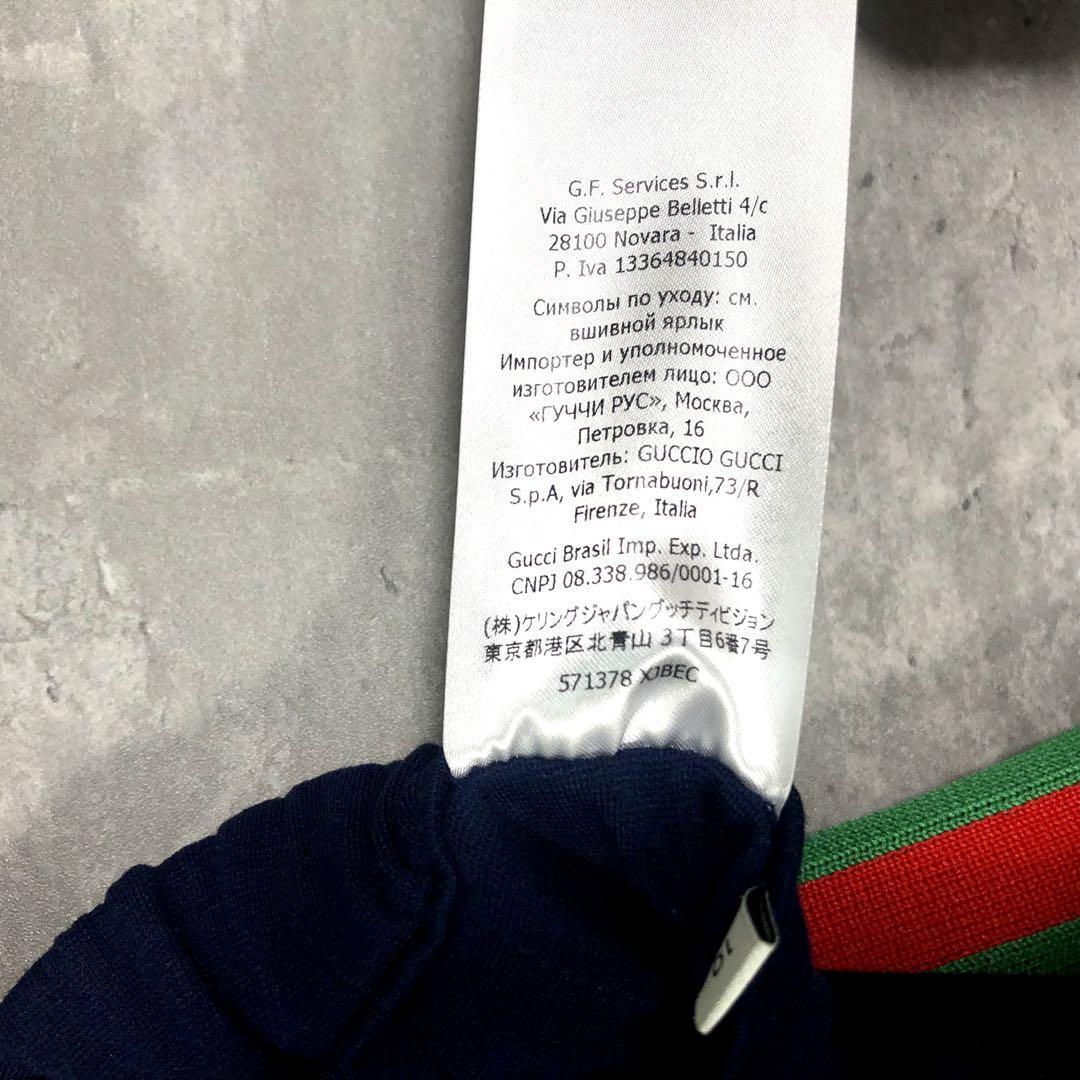 G.F. Services S.r.l.
Via Giuseppe Belletti 4/c
28100 Novara - Italia
P. Iva 13364840150
Символы по уходу: см.
вшивной ярлык
Импортер и уполномоченное
изготовителем лицо: ООО
«ГУЧЧИ РУС», Москва,
Петровка, 16
Изготовитель: GUCCIO GUCCI
S.p.A, via Tornabuoni,73/R
Firenze, Italia
Gucci Brasil Imp. Exp. Ltda.
CNPJ 08.338.986/0001-16
(株)ケリングジャパングッチディビジョン
東京都港区北青山 3丁目6番7号
571378 XJBEC
10